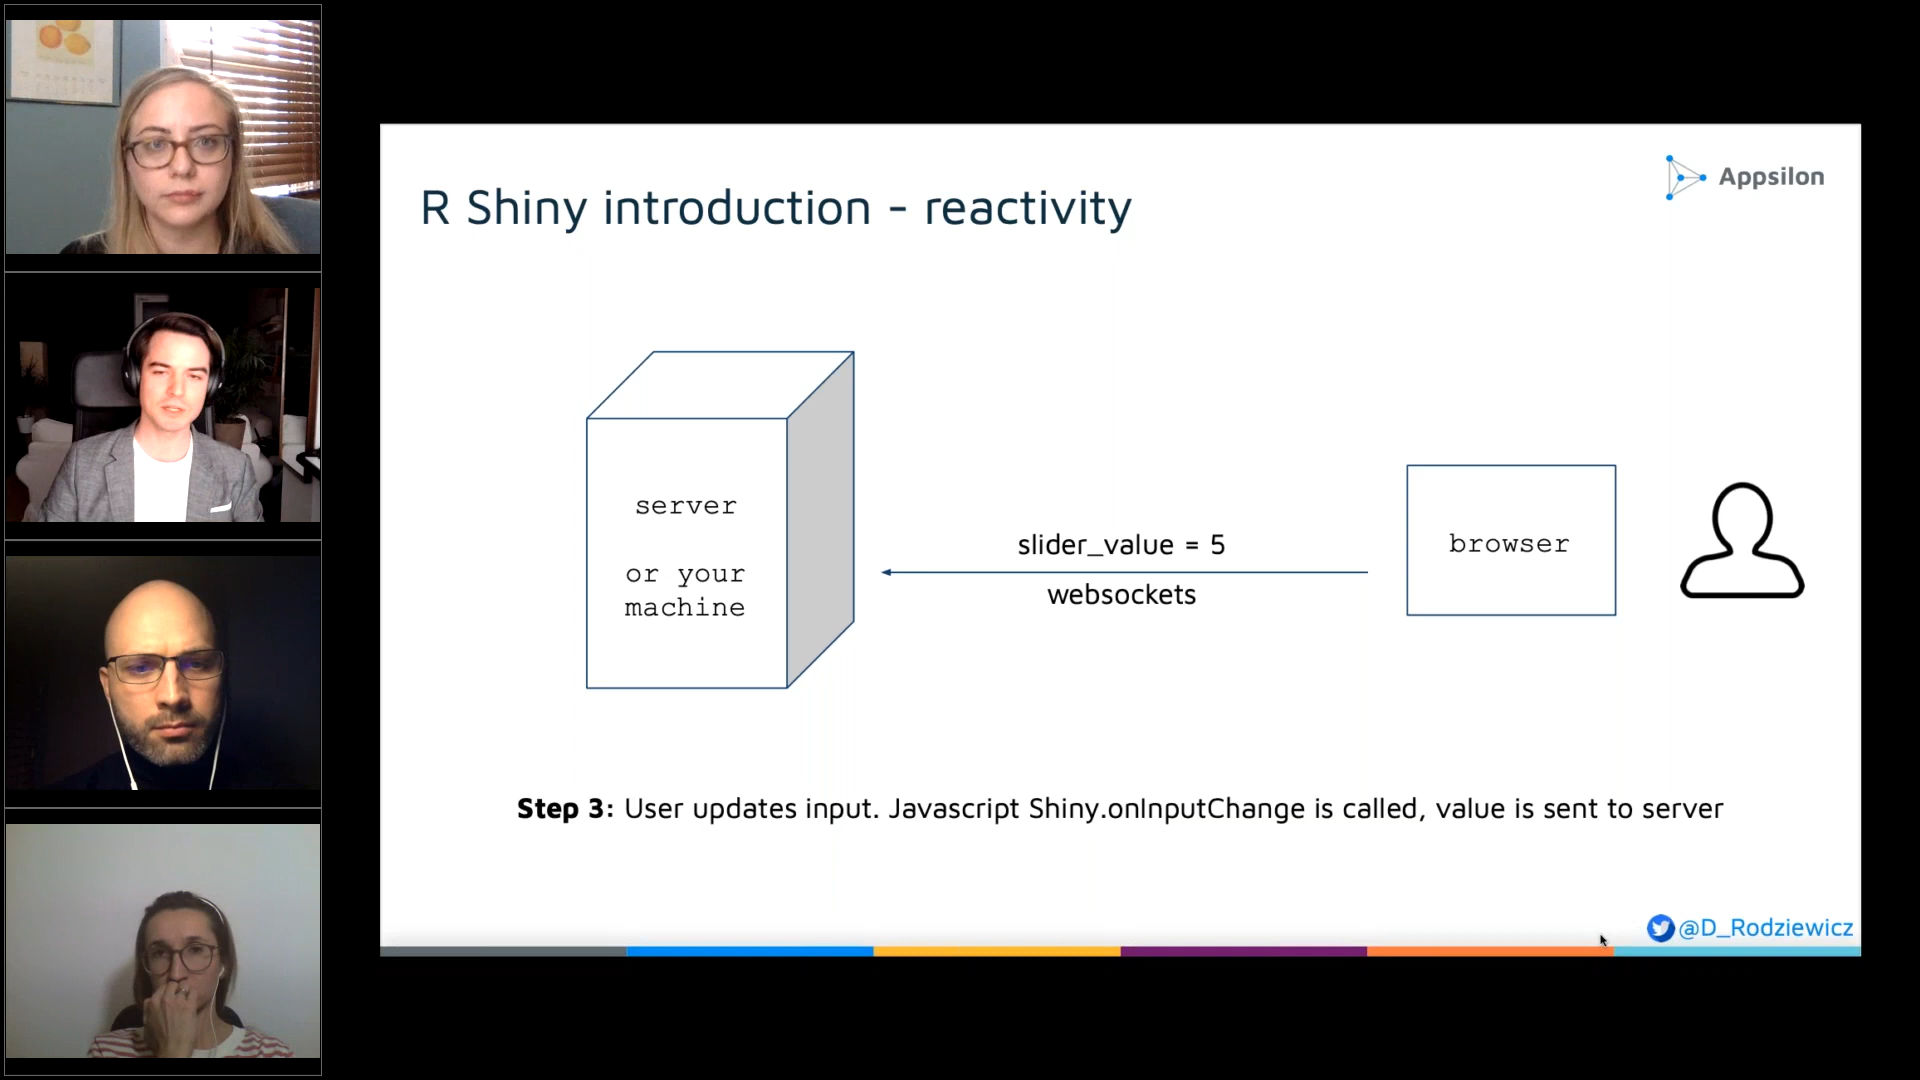 Appsilon
R Shiny introduction - reactivity
server
or your
machine
slider_value = 5
websockets
browser
Step 3: User updates input. Javascript Shiny.onInputChange is called, value is sent to server
@D_Rodziewicz